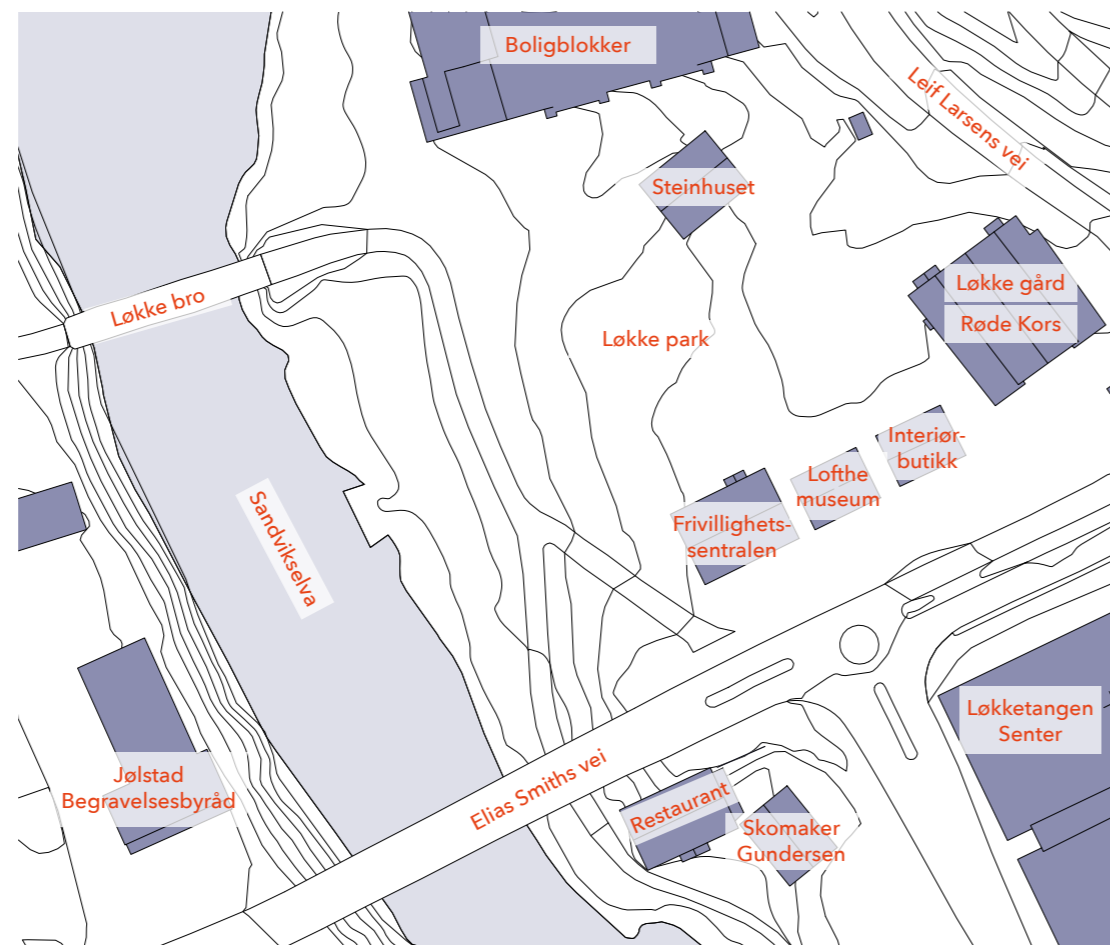 Boligblokker
Leif Larsens vei
Steinhuset
Løkke gård
Røde Kors
Løkke bro
Løkke park
Interiør-
butikk
Lofthe
museum
Frivillighets-
sentralen
Sandvikselva
Løkketangen
Senter
Jølstad
Begravelsesbyråd
Elias Smiths vei
Restaurant
Skomaker
Gundersen